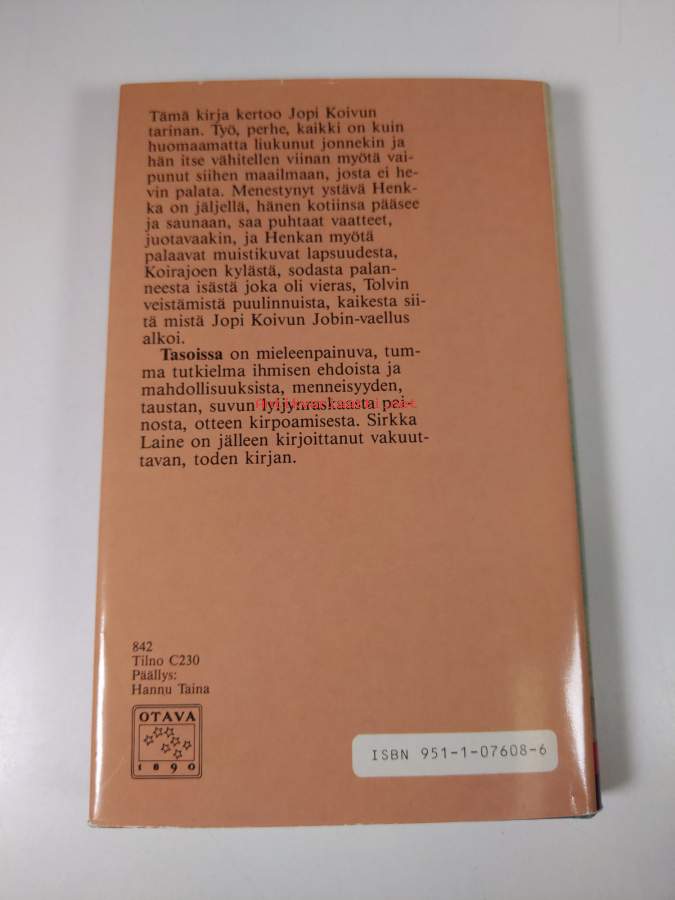 Tämä kirja kertoo Jopi Koivun
tarinan. Työ, perhe, kaikki on kuin
huomaamatta liukunut jonnekin ja
hän itse vähitellen viinan myötä vai-
punut siihen maailmaan, josta ei he-
vin palata. Menestynyt ystävä Henk-
ka on jäljellä, hänen kotiinsa pääsee
ja saunaan, saa puhtaat vaatteet,
juotavaakin, ja Henkan myötä
palaavat muistikuvat lapsuudesta,
Koirajoen kylästä, sodasta palan-
neesta isästä joka oli vieras, Tolvin
veistämistä puulinnuista, kaikesta sii-
tä mistä Jopi Koivun Jobin-vaellus
alkoi.
Tasoissa on mieleenpainuva, tum-
ma tutkielma ihmisen ehdoista ja
mahdollisuuksista, menneisyyden,
taustan, suvun lyijynraskaasta pai-
nosta, otteen kirpoamisesta. Sirkka
Laine on jälleen kirjoittanut vakuut-
tavan, toden kirjan.
842
Tilno C230
Päällys:
Hannu Taina
OTAVA
1890
ISBN 951-1-07608-6